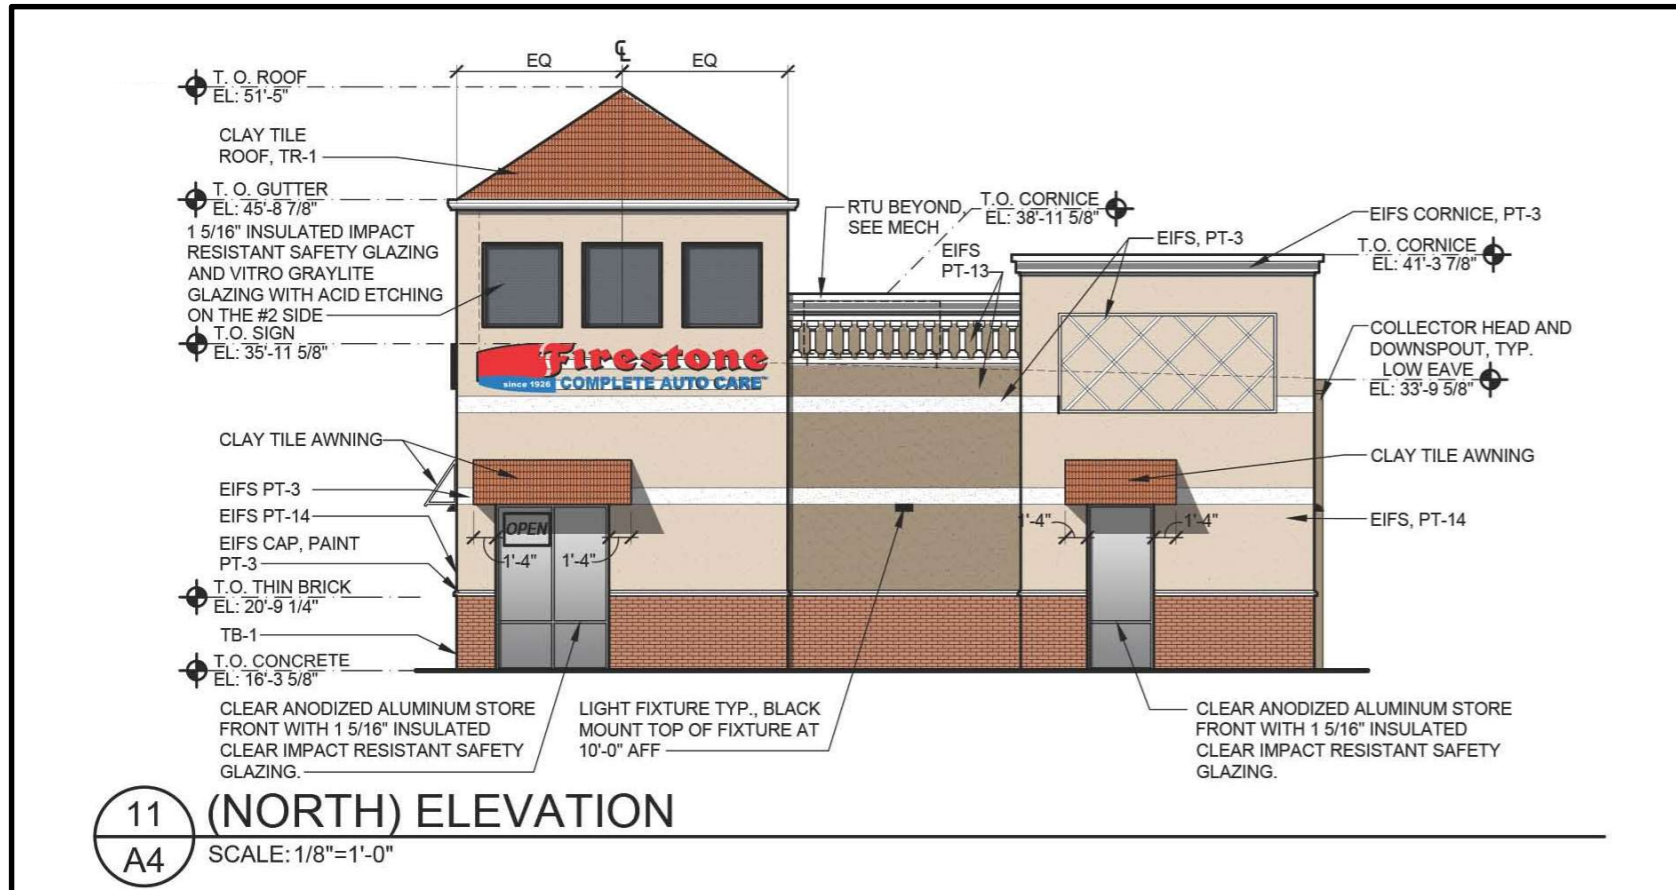 EQ
℄
EQ
T. O. ROOF
EL: 51'-5"
CLAY TILE
ROOF, TR-1
T. O. GUTTER
EL: 45'-8 7/8"
1 5/16" INSULATED IMPACT
RESISTANT SAFETY GLAZING
AND VITRO GRAYLITE
GLAZING WITH ACID ETCHING
ON THE #2 SIDE
T.O. SIGN
EL: 35'-11 5/8"
RTU BEYOND,
SEE MECH
T.O. CORNICE
EL: 38'-11 5/8"
EIFS
PT-13
EIFS, PT-3
EIFS CORNICE, PT-3
T.O. CORNICE
EL: 41'-3 7/8"
COLLECTOR HEAD AND
DOWNSPOUT, TYP.
LOW EAVE
EL: 33'-9 5/8"
Firestone
since 1926 COMPLETE AUTO CARE
CLAY TILE AWNING
EIFS PT-3
EIFS PT-14
EIFS CAP, PAINT
PT-3
T.O. THIN BRICK
EL: 20'-9 1/4"
TB-1
T.O. CONCRETE
EL: 16'-3 5/8"
OPEN
1'-4"
1'-4"
1'-4"
1'-4"
CLAY TILE AWNING
EIFS, PT-14
CLEAR ANODIZED ALUMINUM STORE
FRONT WITH 1 5/16" INSULATED
CLEAR IMPACT RESISTANT SAFETY
GLAZING.
LIGHT FIXTURE TYP., BLACK
MOUNT TOP OF FIXTURE AT
10'-0" AFF
CLEAR ANODIZED ALUMINUM STORE
FRONT WITH 1 5/16" INSULATED
CLEAR IMPACT RESISTANT SAFETY
GLAZING.
11
A4
(NORTH) ELEVATION
SCALE: 1/8"=1'-0"